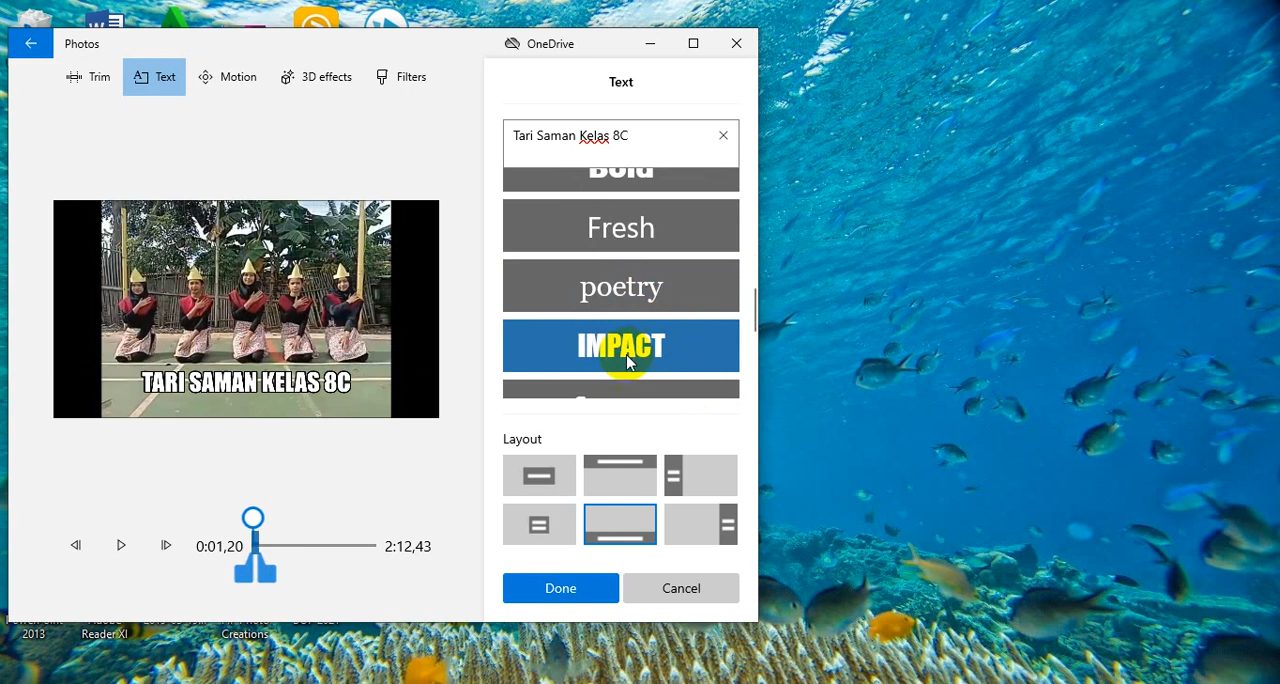 Photos
OneDrive
Trim
Text
Motion
3D effects
Filters
Text
Tari Saman Kelas 8C
Bold
Fresh
poetry
IMPACT
TARI SAMAN KELAS 8C
Layout
0:01,20
2:12,43
Done
Cancel
2013
Reader XI
Creations